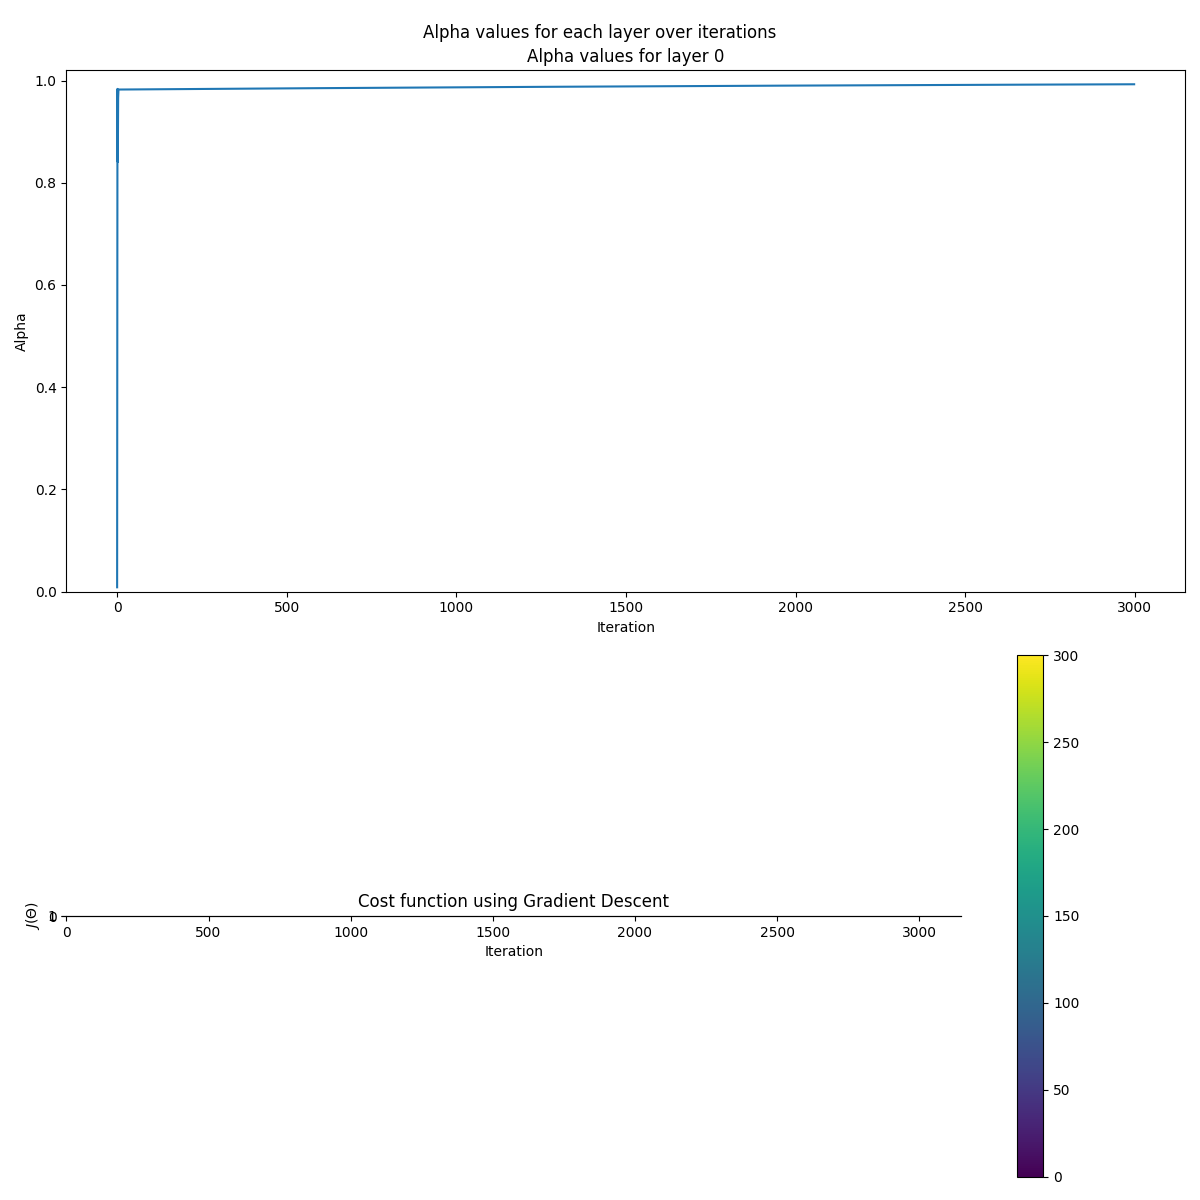 Alpha values for each layer over iterations
Alpha values for layer 0
1.0
0.8
0.6
0.4
0.2
0.0
Alpha
0 500 1000 1500 2000 2500 3000
Iteration
300
250
200
150
100
50
0
Cost function using Gradient Descent
J(Θ)
0
0 500 1000 1500 2000 2500 3000
Iteration